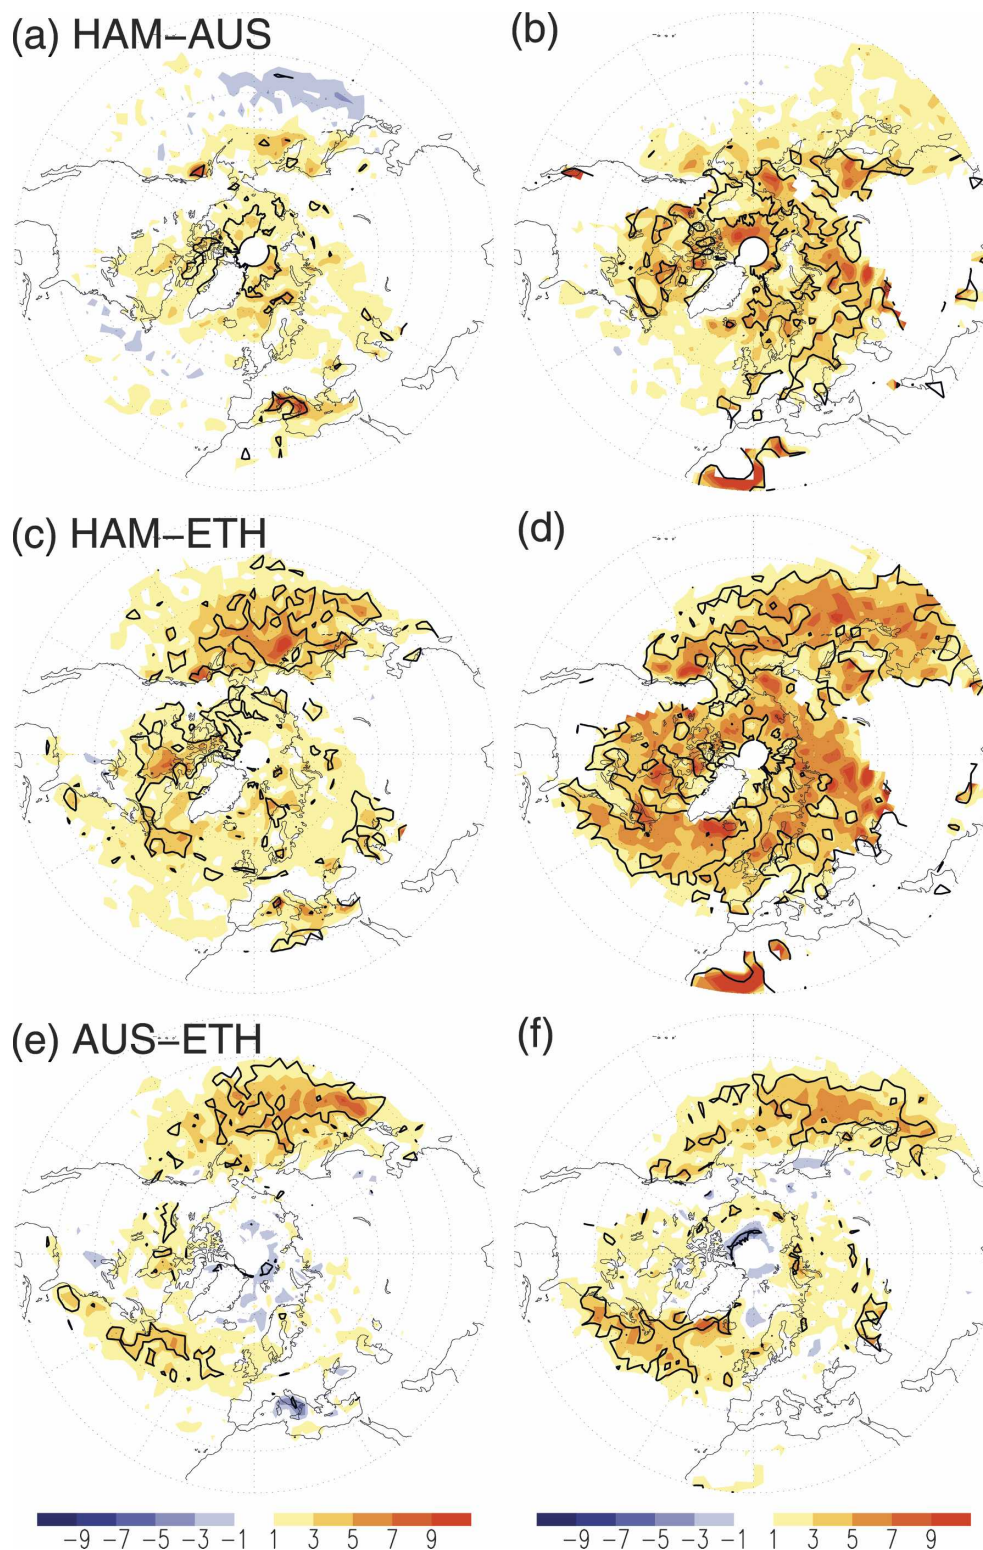 (a) HAM–AUS
(b)
(c) HAM–ETH
(d)
(e) AUS–ETH
(f)
−9 −7 −5 −3 −1 1 3 5 7 9
−9 −7 −5 −3 −1 1 3 5 7 9